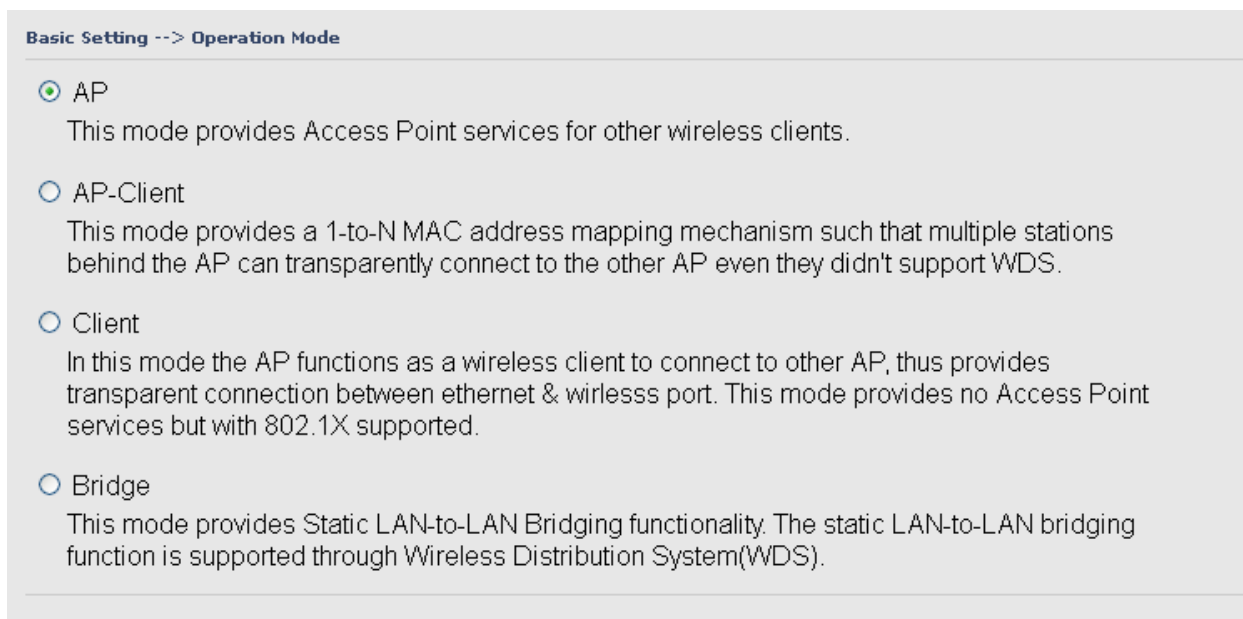 Basic Setting --> Operation Mode
AP
This mode provides Access Point services for other wireless clients.
AP-Client
This mode provides a 1-to-N MAC address mapping mechanism such that multiple stations
behind the AP can transparently connect to the other AP even they didn't support WDS.
Client
In this mode the AP functions as a wireless client to connect to other AP, thus provides
transparent connection between ethernet & wirlesss port. This mode provides no Access Point
services but with 802.1X supported.
Bridge
This mode provides Static LAN-to-LAN Bridging functionality. The static LAN-to-LAN bridging
function is supported through Wireless Distribution System(WDS).